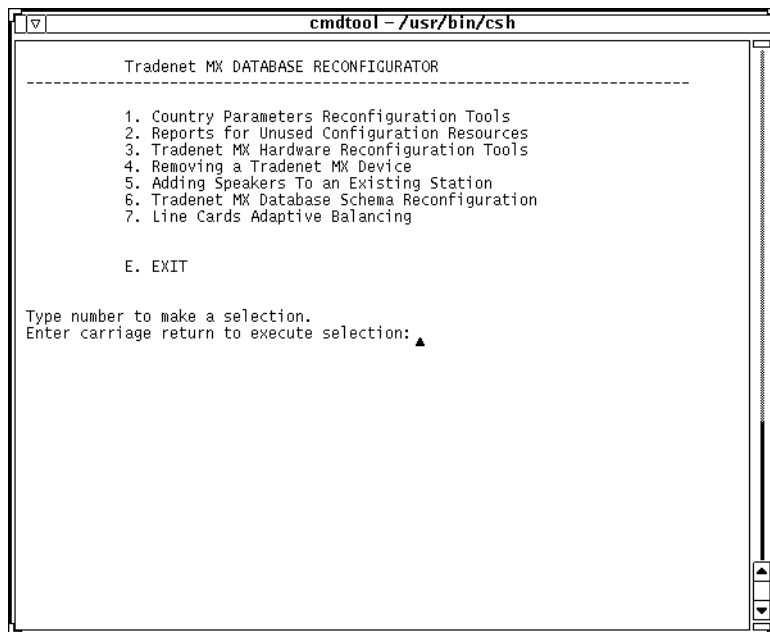 cmdtool – /usr/bin/csh
Tradenet MX DATABASE RECONFIGURATOR
--------------------------------------------------------------------------
1. Country Parameters Reconfiguration Tools
2. Reports for Unused Configuration Resources
3. Tradenet MX Hardware Reconfiguration Tools
4. Removing a Tradenet MX Device
5. Adding Speakers To an Existing Station
6. Tradenet MX Database Schema Reconfiguration
7. Line Cards Adaptive Balancing
E. EXIT
Type number to make a selection.
Enter carriage return to execute selection: